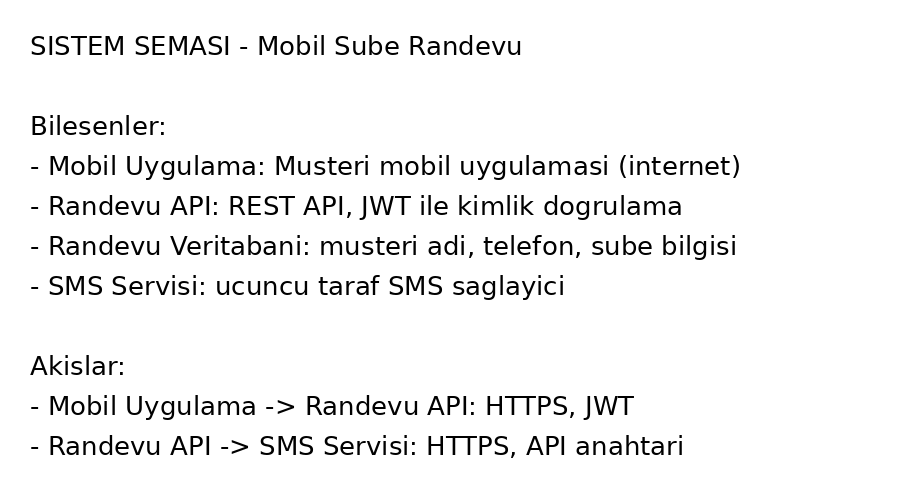 SISTEM SEMASI - Mobil Sube Randevu
Bilesenler:
- Mobil Uygulama: Musteri mobil uygulamasi (internet)
- Randevu API: REST API, JWT ile kimlik dogrulama
- Randevu Veritabani: musteri adi, telefon, sube bilgisi
- SMS Servisi: ucuncu taraf SMS saglayici
Akislar:
- Mobil Uygulama -> Randevu API: HTTPS, JWT
- Randevu API -> SMS Servisi: HTTPS, API anahtari